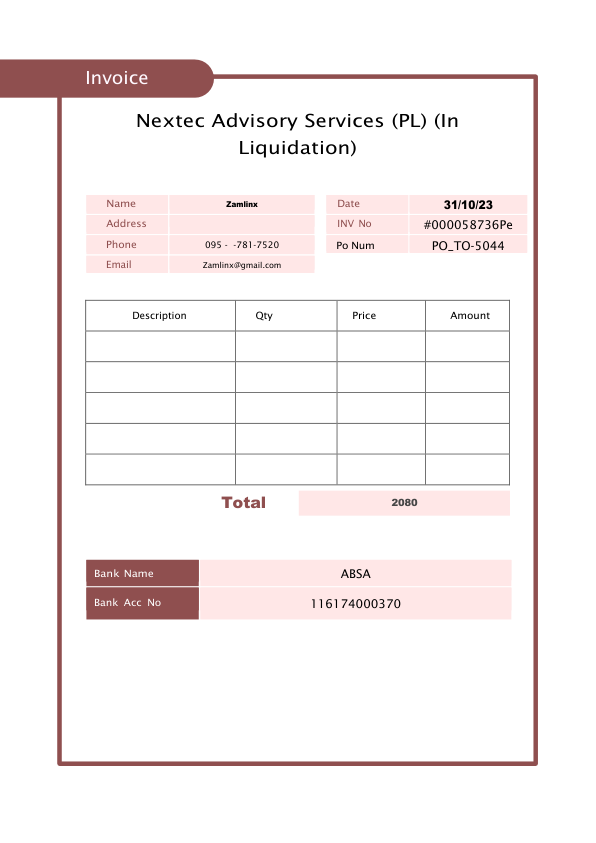 Invoice
Nextec Advisory Services (PL) (In
Liquidation)
Name Zamlinx
Address
Phone 095 - -781-7520
Email Zamlinx@gmail.com
Date 31/10/23
INV No #000058736Pe
Po Num PO_TO-5044
Description Qty Price Amount
Total 2080
Bank Name ABSA
Bank Acc No 116174000370